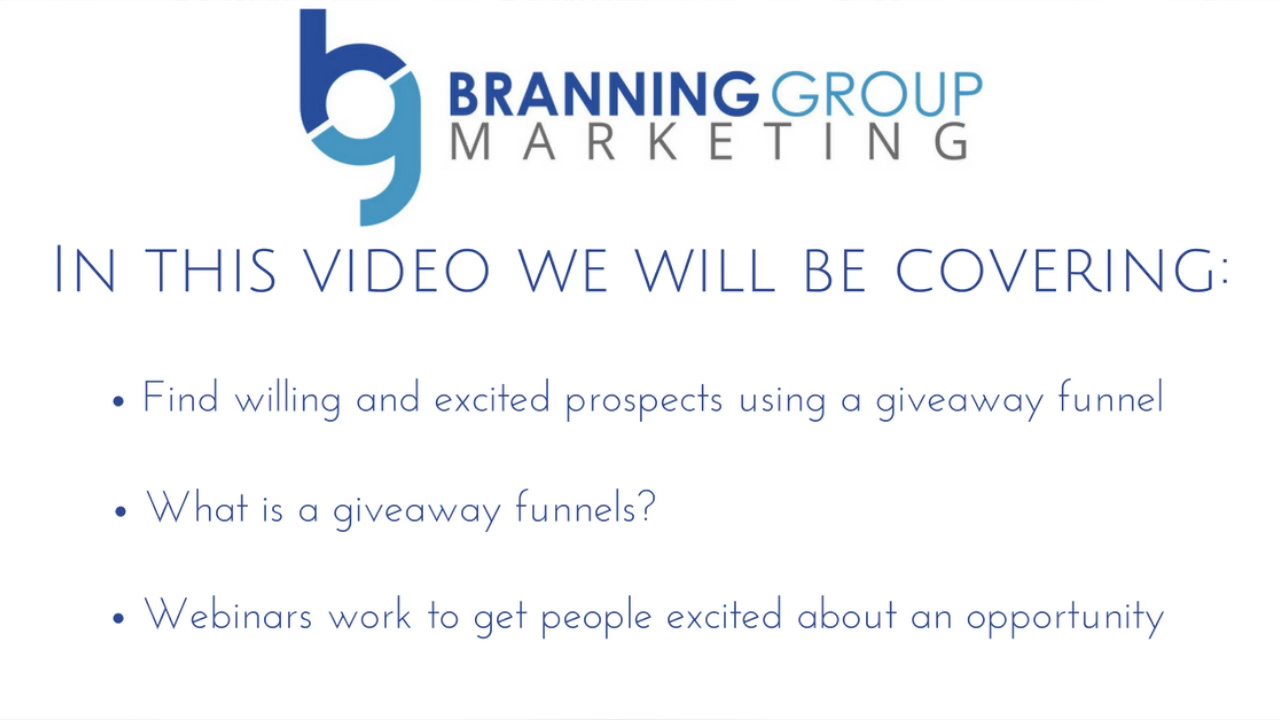 bg
BRANNING GROUP
MARKETING
IN THIS VIDEO WE WILL BE COVERING:
• Find willing and excited prospects using a giveaway funnel
• What is a giveaway funnels?
• Webinars work to get people excited about an opportunity